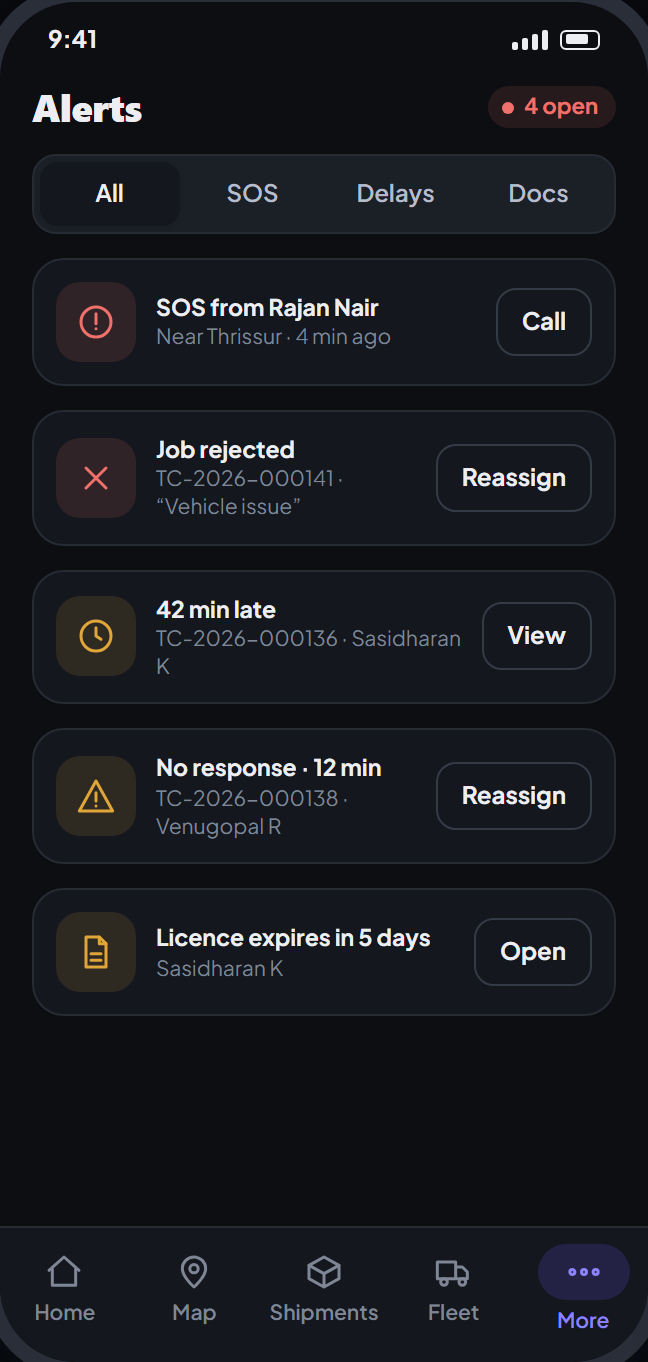 9:41
Alerts
4 open
All
SOS
Delays
Docs
SOS from Rajan Nair
Near Thrissur · 4 min ago
Call
Job rejected
TC-2026–000141 ·
“Vehicle issue”
Reassign
42 min late
TC-2026–000136 · Sasidharan
K
View
No response · 12 min
TC-2026–000138 ·
Venugopal R
Reassign
Licence expires in 5 days
Sasidharan K
Open
Home
Map
Shipments
Fleet
More